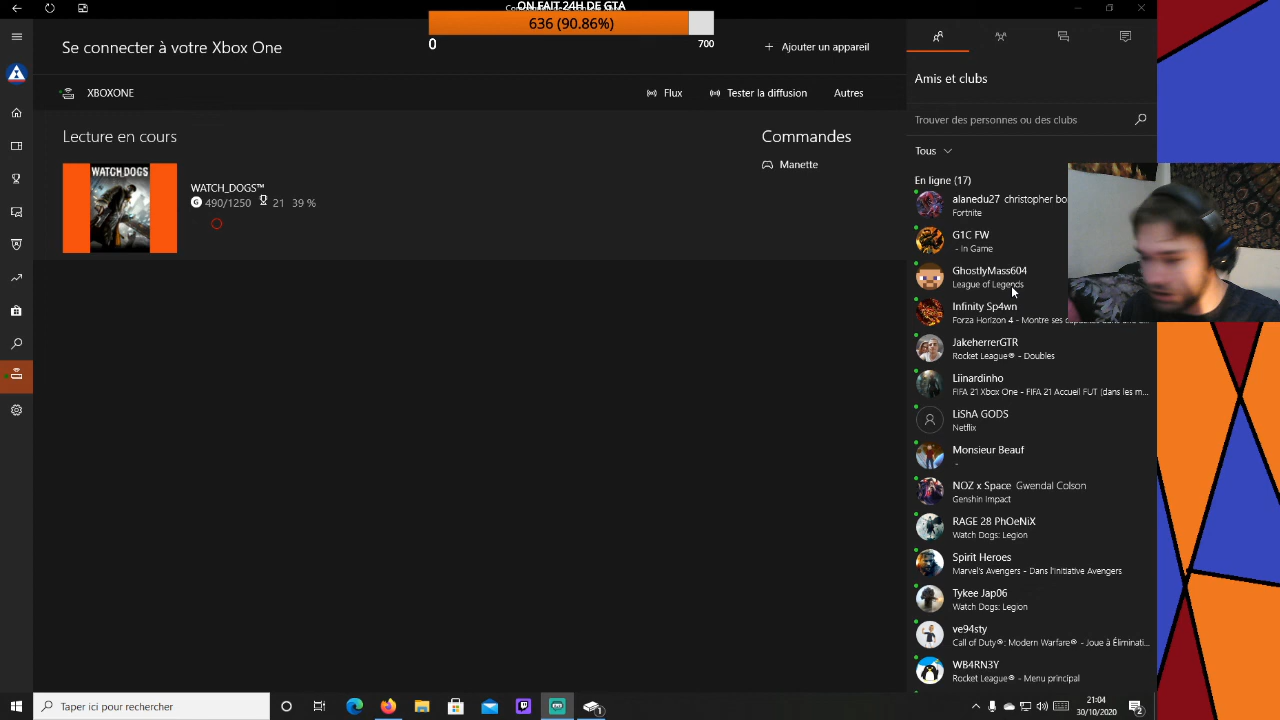 ON FAIT 24H DE GTA
636 (90.86%)
0
700
Se connecter à votre Xbox One
Ajouter un appareil
XBOXONE
Flux
Tester la diffusion
Autres
Lecture en cours
WATCH_DOGS
WATCH_DOGS™
G 490/1250 21 39 %
Commandes
Manette
Amis et clubs
Trouver des personnes ou des clubs
Tous
En ligne (17)
alanedu27 christopher bo
Fortnite
G1C FW
- In Game
GhostlyMass604
League of Legends
Infinity Sp4wn
Forza Horizon 4 - Montre ses
JakeherrerGTR
Rocket League® - Doubles
Liinardinho
FIFA 21 Xbox One - FIFA 21 Accueil FUT (dans les m...
LiShA GODS
Netflix
Monsieur Beauf
-
NOZ x Space Gwendal Colson
Genshin Impact
RAGE 28 PhOeNiX
Watch Dogs: Legion
Spirit Heroes
Marvel's Avengers - Dans l'Initiative Avengers
Tykee Jap06
Watch Dogs: Legion
ve94sty
Call of Duty®: Modern Warfare® - Joue à Éliminati...
WB4RN3Y
Rocket League® - Menu principal
Taper ici pour rechercher
1
21:04
30/10/2020
2